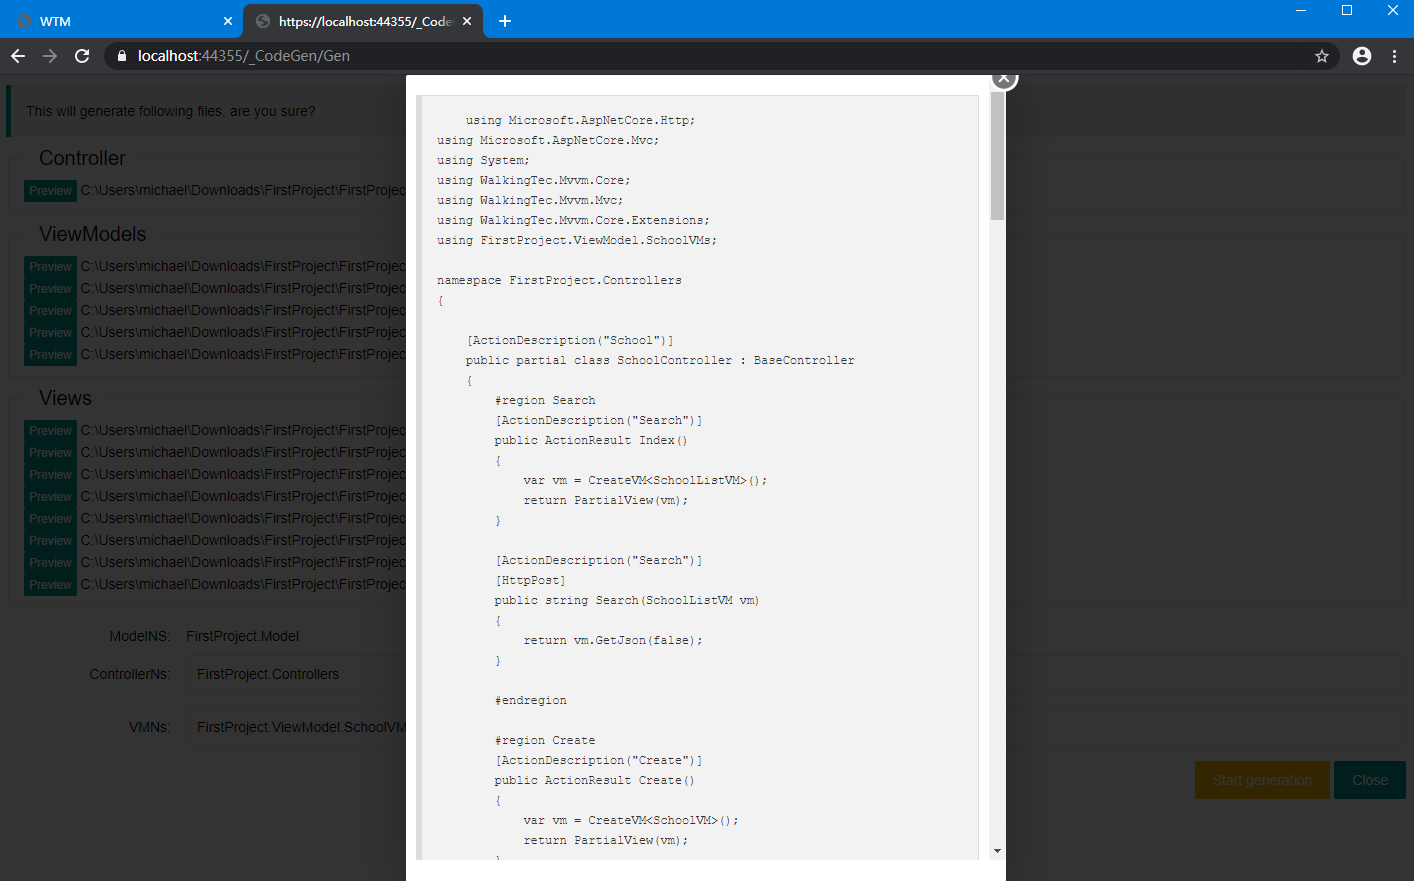 WTM
https://localhost:44355/_Code
localhost:44355/_CodeGen/Gen
This will generate following files, are you sure?
Controller
Preview C:\Users\michael\Downloads\FirstProject\FirstProjec
ViewModels
Preview C:\Users\michael\Downloads\FirstProject\FirstProjec
Preview C:\Users\michael\Downloads\FirstProject\FirstProjec
Preview C:\Users\michael\Downloads\FirstProject\FirstProjec
Preview C:\Users\michael\Downloads\FirstProject\FirstProjec
Preview C:\Users\michael\Downloads\FirstProject\FirstProjec
Views
Preview C:\Users\michael\Downloads\FirstProject\FirstProjec
Preview C:\Users\michael\Downloads\FirstProject\FirstProjec
Preview C:\Users\michael\Downloads\FirstProject\FirstProjec
Preview C:\Users\michael\Downloads\FirstProject\FirstProjec
Preview C:\Users\michael\Downloads\FirstProject\FirstProjec
Preview C:\Users\michael\Downloads\FirstProject\FirstProjec
Preview C:\Users\michael\Downloads\FirstProject\FirstProjec
Preview C:\Users\michael\Downloads\FirstProject\FirstProjec
ModelNS: FirstProject.Model
ControllerNs: FirstProject.Controllers
VMNs: FirstProject.ViewModel.SchoolVM
Start generation Close
using Microsoft.AspNetCore.Http;
using Microsoft.AspNetCore.Mvc;
using System;
using WalkingTec.Mvvm.Core;
using WalkingTec.Mvvm.Mvc;
using WalkingTec.Mvvm.Core.Extensions;
using FirstProject.ViewModel.SchoolVMs;
namespace FirstProject.Controllers
{
[ActionDescription("School")]
public partial class SchoolController : BaseController
{
#region Search
[ActionDescription("Search")]
public ActionResult Index()
{
var vm = CreateVM<SchoolListVM>();
return PartialView(vm);
}
[ActionDescription("Search")]
[HttpPost]
public string Search(SchoolListVM vm)
{
return vm.GetJson(false);
}
#endregion
#region Create
[ActionDescription("Create")]
public ActionResult Create()
{
var vm = CreateVM<SchoolVM>();
return PartialView(vm);
}